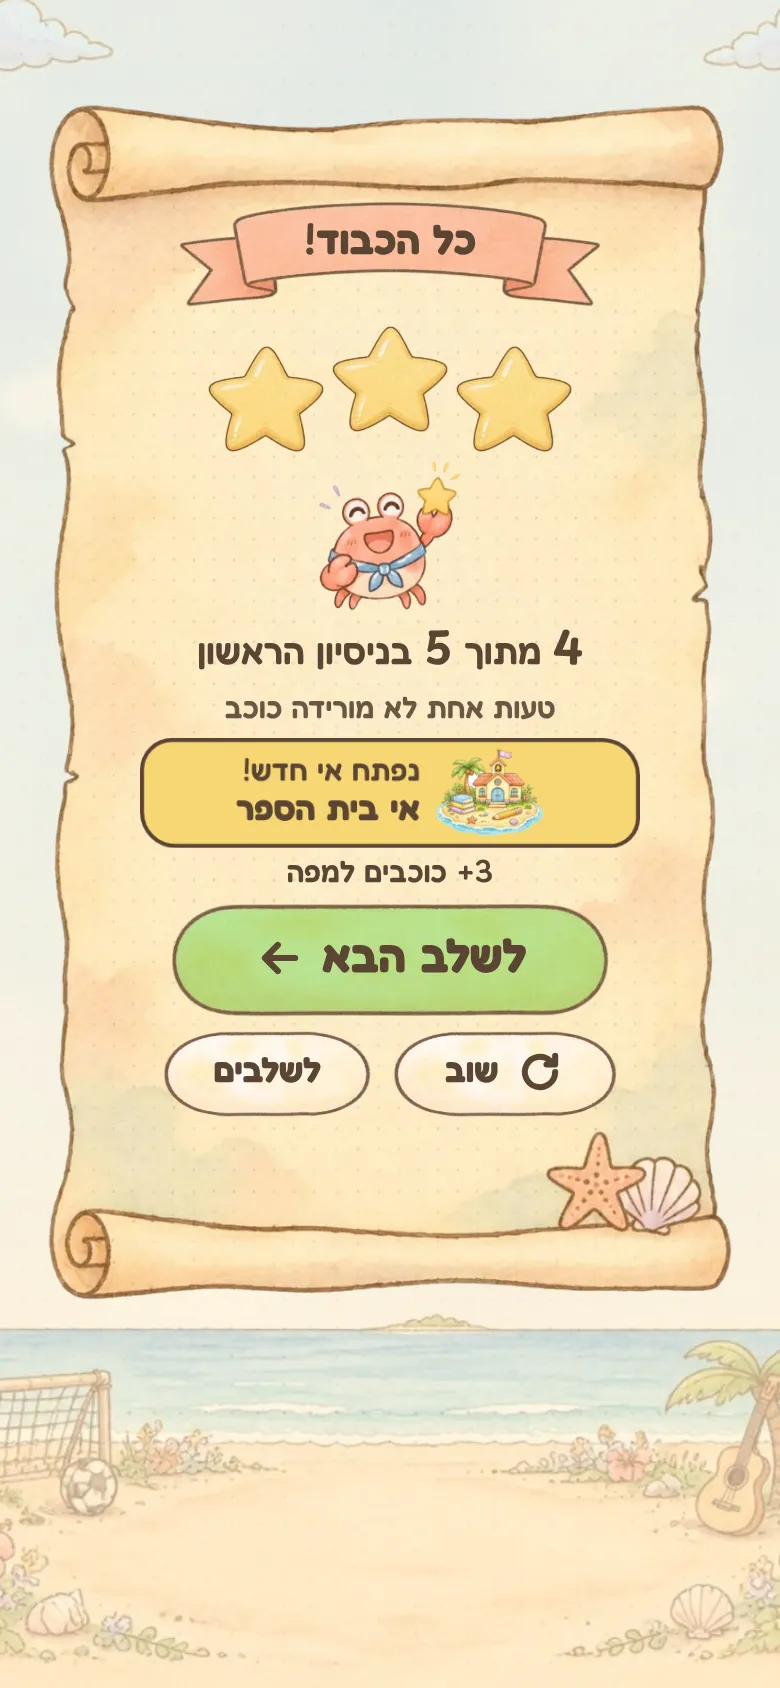 כל הכבוד!
4 מתוך 5 בניסיון הראשון
טעות אחת לא מורידה כוכב
נפתח אי חדש!
אי בית הספר
+3 כוכבים למפה
לשלב הבא ←
שוב
לשלבים